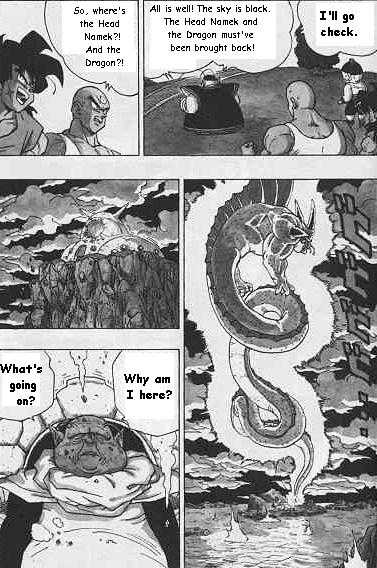 So, where's
the Head
Namek?!
And the
Dragon?!
All is well! The sky is black.
The Head Namek and
the Dragon must've
been brought back!
I'll go
check.
What's
going
on?
Why am
I here?